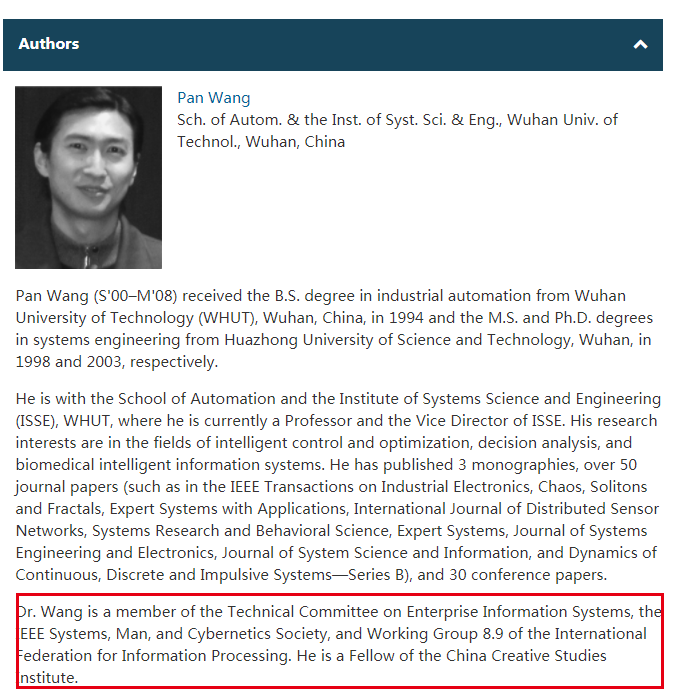 Authors
Pan Wang
Sch. of Autom. & the Inst. of Syst. Sci. & Eng., Wuhan Univ. of
Technol., Wuhan, China
Pan Wang (S'00–M'08) received the B.S. degree in industrial automation from Wuhan
University of Technology (WHUT), Wuhan, China, in 1994 and the M.S. and Ph.D. degrees
in systems engineering from Huazhong University of Science and Technology, Wuhan, in
1998 and 2003, respectively.
He is with the School of Automation and the Institute of Systems Science and Engineering
(ISSE), WHUT, where he is currently a Professor and the Vice Director of ISSE. His research
interests are in the fields of intelligent control and optimization, decision analysis, and
biomedical intelligent information systems. He has published 3 monographies, over 50
journal papers (such as in the IEEE Transactions on Industrial Electronics, Chaos, Solitons
and Fractals, Expert Systems with Applications, International Journal of Distributed Sensor
Networks, Systems Research and Behavioral Science, Expert Systems, Journal of Systems
Engineering and Electronics, Journal of System Science and Information, and Dynamics of
Continuous, Discrete and Impulsive Systems—Series B), and 30 conference papers.
Dr. Wang is a member of the Technical Committee on Enterprise Information Systems, the
IEEE Systems, Man, and Cybernetics Society, and Working Group 8.9 of the International
Federation for Information Processing. He is a Fellow of the China Creative Studies
Institute.